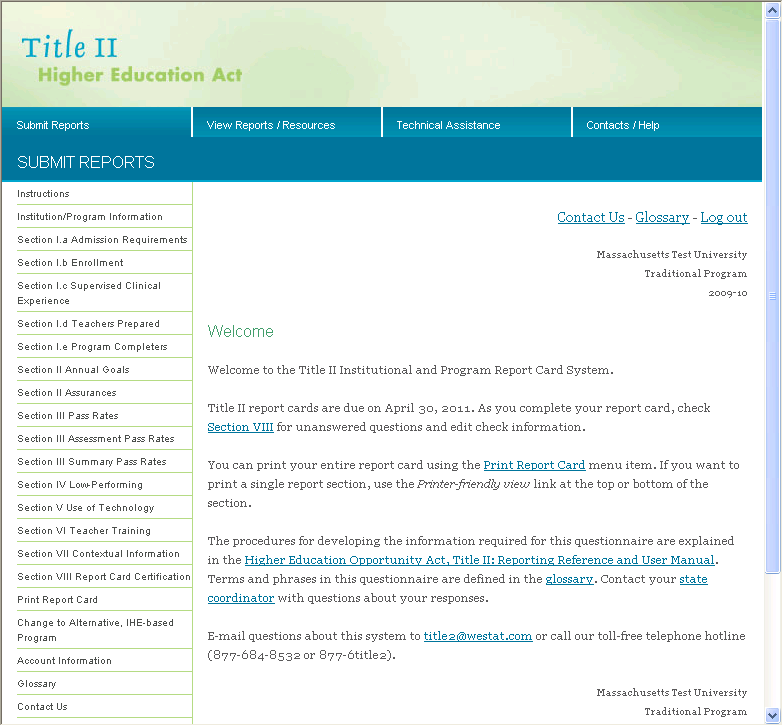 Title II
Higher Education Act
Submit Reports
View Reports / Resources
Technical Assistance
Contacts / Help
SUBMIT REPORTS
Instructions
Institution/Program Information
Section I.a Admission Requirements
Section I.b Enrollment
Section I.c Supervised Clinical
Experience
Section I.d Teachers Prepared
Section I.e Program Completers
Section II Annual Goals
Section II Assurances
Section III Pass Rates
Section III Assessment Pass Rates
Section III Summary Pass Rates
Section IV Low-Performing
Section V Use of Technology
Section VI Teacher Training
Section VII Contextual Information
Section VIII Report Card Certification
Print Report Card
Change to Alternative, IHE-based
Program
Account Information
Glossary
Contact Us
Contact Us - Glossary - Log out
Massachusetts Test University
Traditional Program
2009-10
Welcome
Welcome to the Title II Institutional and Program Report Card System.
Title II report cards are due on April 30, 2011. As you complete your report card, check
Section VIII for unanswered questions and edit check information.
You can print your entire report card using the Print Report Card menu item. If you want to
print a single report section, use the Printer-friendly view link at the top or bottom of the
section.
The procedures for developing the information required for this questionnaire are explained
in the Higher Education Opportunity Act, Title II: Reporting Reference and User Manual.
Terms and phrases in this questionnaire are defined in the glossary. Contact your state
coordinator with questions about your responses.
E-mail questions about this system to title2@westat.com or call our toll-free telephone hotline
(877-684-8532 or 877-6title2).
Massachusetts Test University
Traditional Program